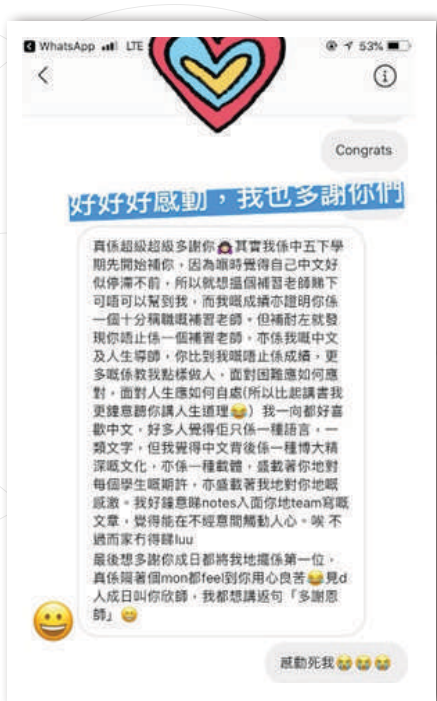 WhatsApp LTE 53%
Congrats
好好好感動，我也多謝你們
真係超級超級多謝你🙇🏻‍♀️其實我係中五下學
期先開始補你，因為嗰時覺得自己中文好
似停滯不前，所以就想搵個補習老師睇下
可唔可以幫到我，而我嘅成績亦證明你係
一個十分稱職嘅補習老師。但補耐左就發
現你唔止係一個補習老師，亦係我嘅中文
及人生導師，你比到我嘅唔止係成績，更
多嘅係教我點樣做人，面對困難應如何應
對，面對人生應如何自處(所以比起講書我
更鐘意聽你講人生道理😂）我一向都好喜
歡中文，好多人覺得佢只係一種語言，一
類文字，但我覺得中文背後係一種博大精
深嘅文化，亦係一種載體，盛載著你地對
每個學生嘅期許，亦盛載著我地對你地嘅
感激。我好鐘意睇notes入面你地team寫嘅
文章，覺得能在不經意間觸動人心。唉 不
過而家冇得睇luu
最後想多謝你成日都將我地擺係第一位，
真係隔著個mon都feel到你用心良苦😂見d
人成日叫你欣師，我都想講返句「多謝恩
師」😁
感動死我😭😭😭